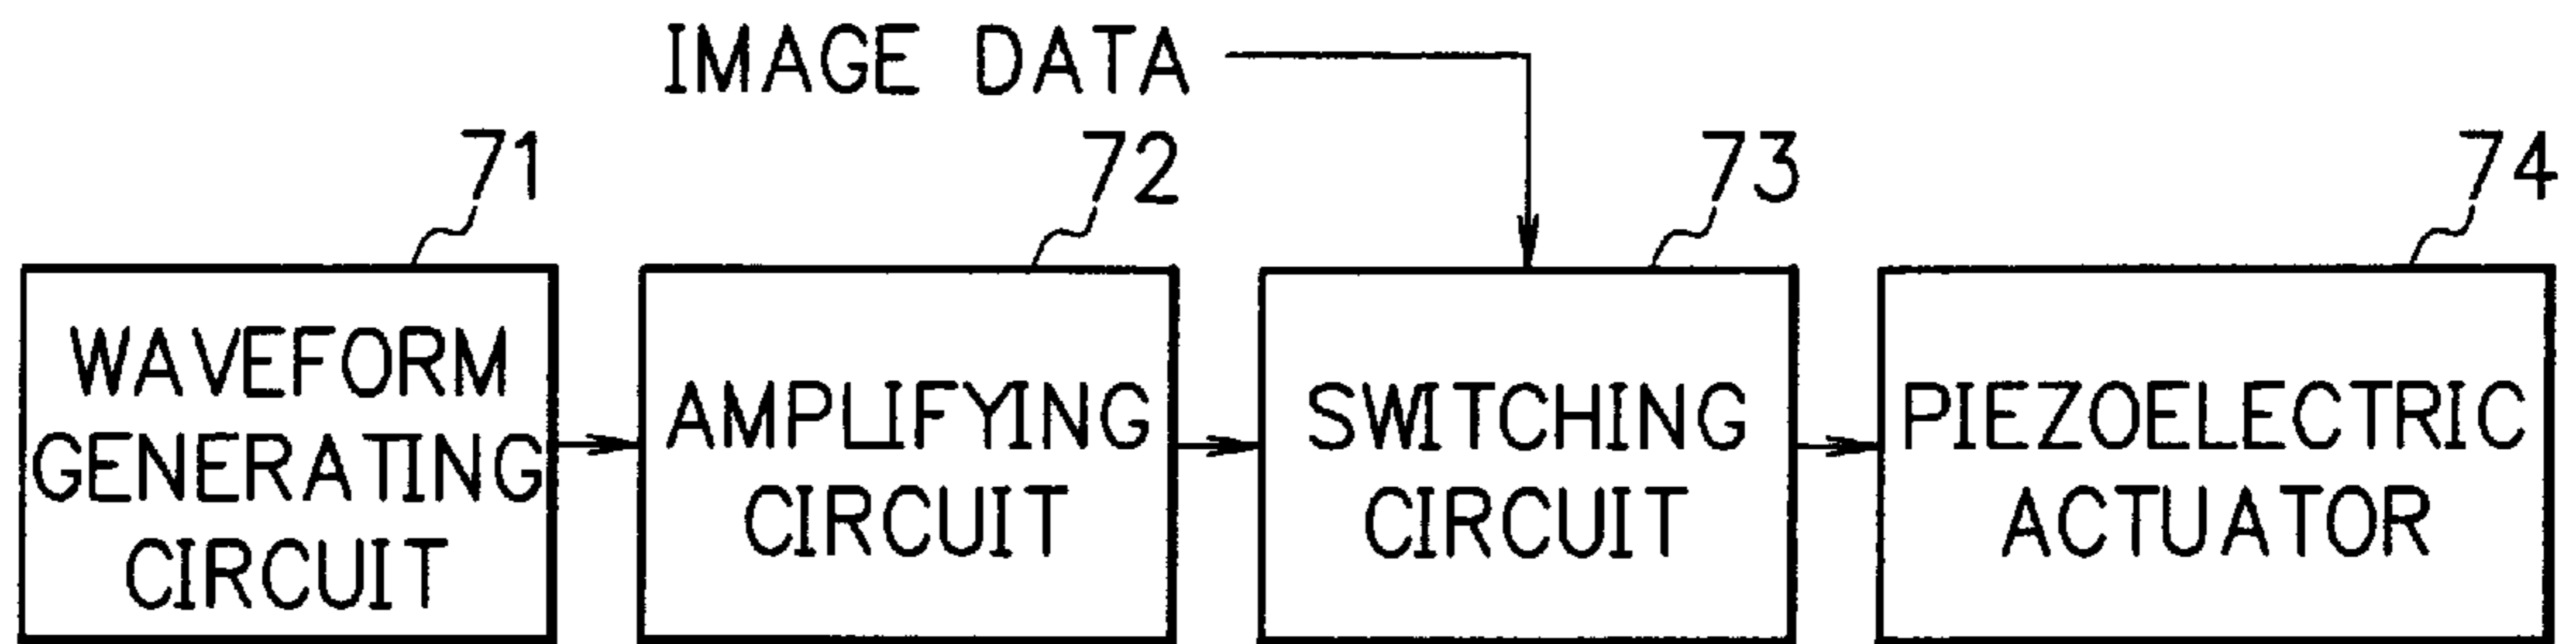 IMAGE DATA
71
72
73
74
WAVEFORM
GENERATING
CIRCUIT
AMPLIFYING
CIRCUIT
SWITCHING
CIRCUIT
PIEZOELECTRIC
ACTUATOR